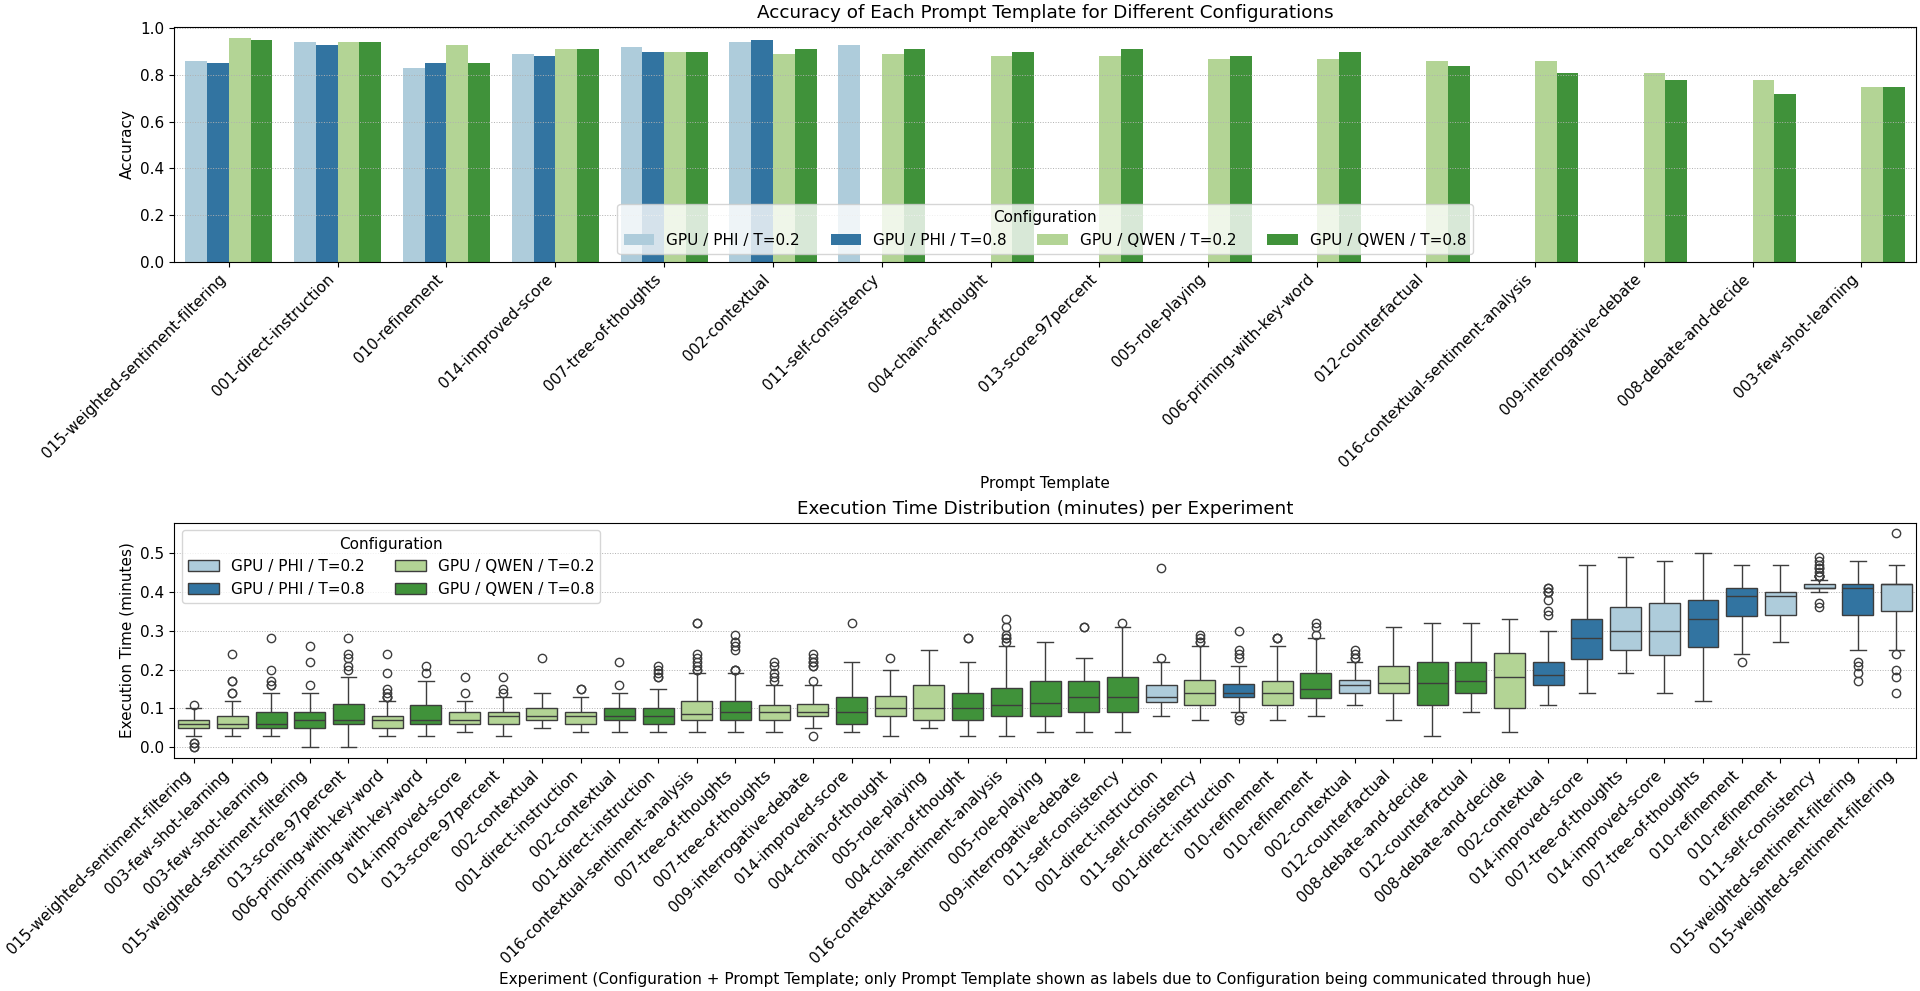 Accuracy of Each Prompt Template for Different Configurations
Accuracy
1.0
0.8
0.6
0.4
0.2
0.0
Configuration
GPU / PHI / T=0.2 GPU / PHI / T=0.8 GPU / QWEN / T=0.2 GPU / QWEN / T=0.8
015-weighted-sentiment-filtering
001-direct-instruction
010-refinement
014-improved-score
007-tree-of-thoughts
002-contextual
011-self-consistency
004-chain-of-thought
013-score-97percent
005-role-playing
006-priming-with-key-word
012-counterfactual
016-contextual-sentiment-analysis
009-interrogative-debate
008-debate-and-decide
003-few-shot-learning
Prompt Template
Execution Time Distribution (minutes) per Experiment
Execution Time (minutes)
0.5
0.4
0.3
0.2
0.1
0.0
Configuration
GPU / PHI / T=0.2 GPU / QWEN / T=0.2
GPU / PHI / T=0.8 GPU / QWEN / T=0.8
015-weighted-sentiment-filtering
003-few-shot-learning
003-few-shot-learning
015-weighted-sentiment-filtering
013-score-97percent
006-priming-with-key-word
006-priming-with-key-word
014-improved-score
013-score-97percent
002-contextual
001-direct-instruction
002-contextual
001-direct-instruction
016-contextual-sentiment-analysis
007-tree-of-thoughts
007-tree-of-thoughts
009-interrogative-debate
014-improved-score
004-chain-of-thought
005-role-playing
004-chain-of-thought
016-contextual-sentiment-analysis
005-role-playing
009-interrogative-debate
011-self-consistency
001-direct-instruction
011-self-consistency
001-direct-instruction
010-refinement
010-refinement
002-contextual
012-counterfactual
008-debate-and-decide
012-counterfactual
008-debate-and-decide
002-contextual
014-improved-score
007-tree-of-thoughts
014-improved-score
007-tree-of-thoughts
010-refinement
010-refinement
011-self-consistency
015-weighted-sentiment-filtering
015-weighted-sentiment-filtering
Experiment (Configuration + Prompt Template; only Prompt Template shown as labels due to Configuration being communicated through hue)